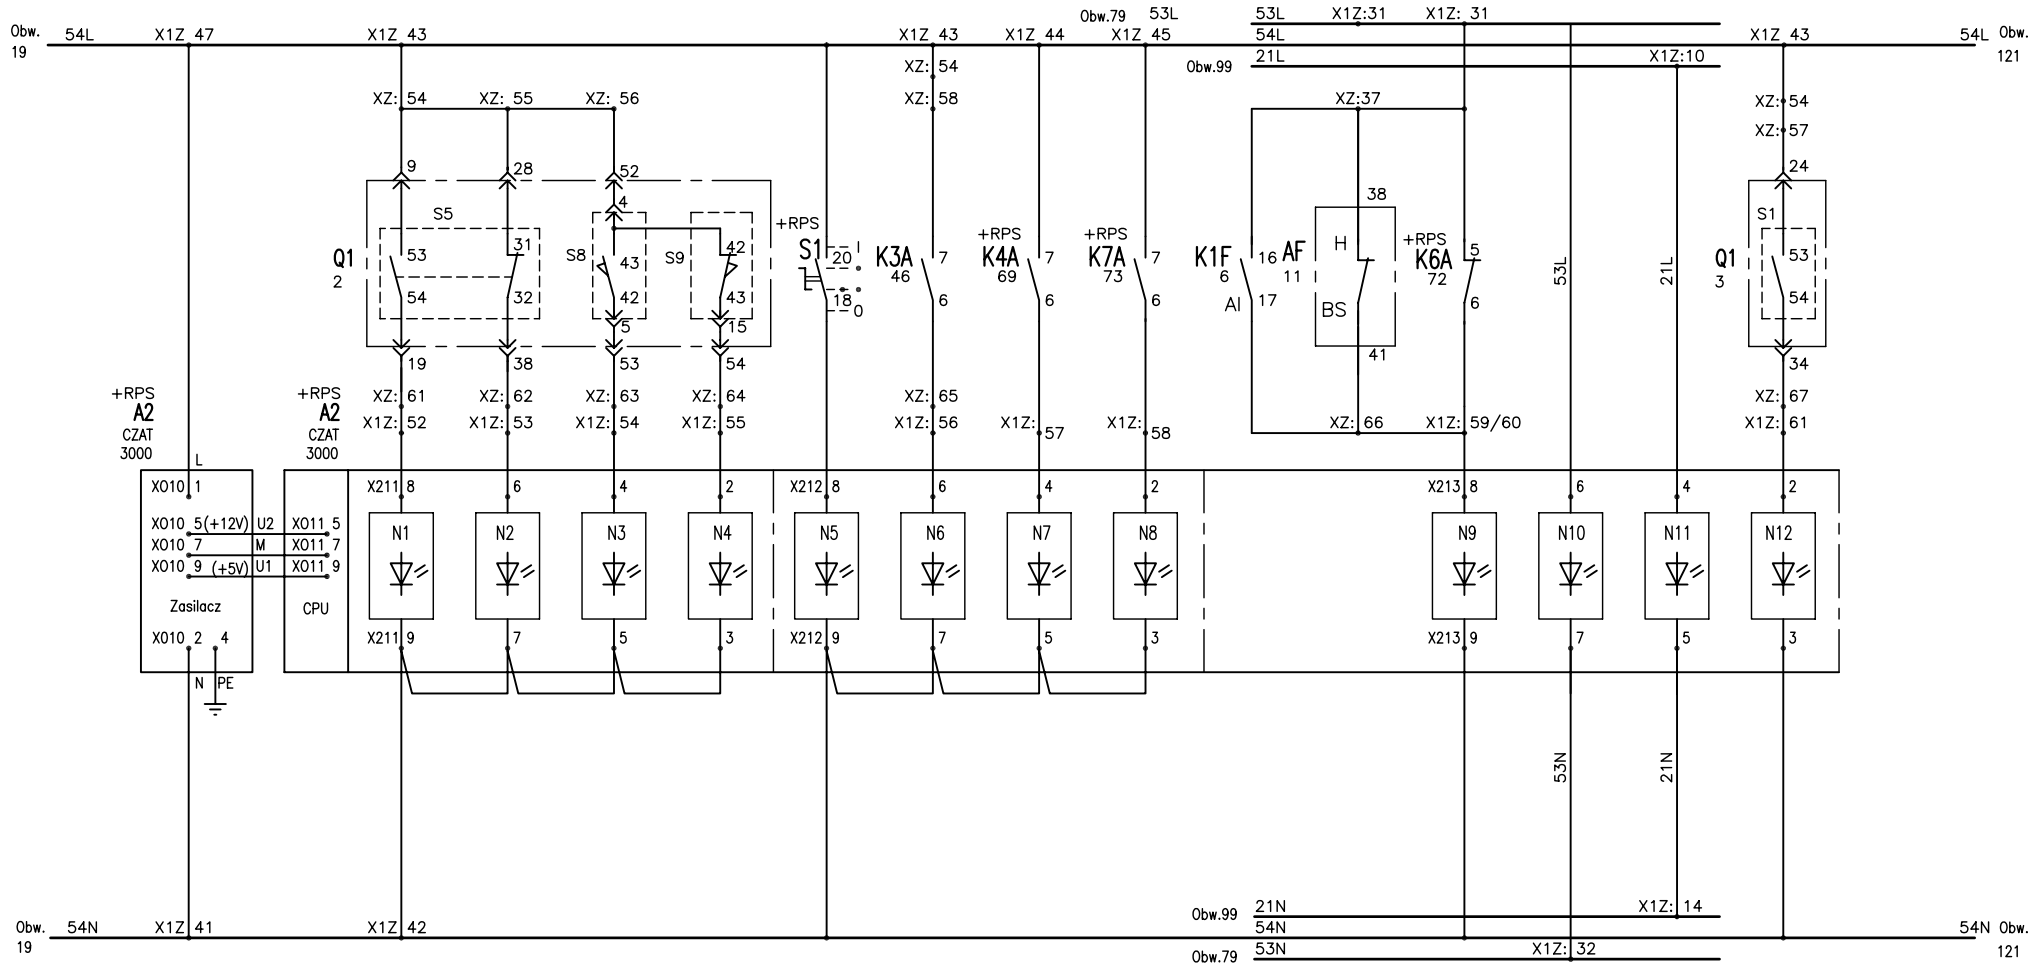 Obw.79 53L 53L X1Z:31 X1Z: 31
Obw. 19 54L X1Z 47 X1Z 43 X1Z 43 X1Z 44 X1Z 45 54L X1Z 43 54L Obw. 121
Obw.99 21L X1Z:10
XZ: 54
XZ: 54 XZ: 55 XZ: 56 XZ: 58 XZ:37 XZ: 54
XZ: 57
9 28 52 24
4 38
S5 S1
+RPS +RPS +RPS +RPS
Q1 2 53 31 S8 43 S9 42 S1 20 I K3A 46 7 K4A 69 7 K7A 73 7 K1F 6 16 AF 11 H K6A 72 5 53L 21L Q1 3 53
54 32 42 43 18 0 6 6 6 AI 17 BS 6 54
5 15
19 38 53 54 41 34
+RPS +RPS XZ: 61 XZ: 62 XZ: 63 XZ: 64 XZ: 65 XZ: 67
A2 A2 X1Z: 52 X1Z: 53 X1Z: 54 X1Z: 55 X1Z: 56 X1Z: 57 X1Z: 58 XZ: 66 X1Z: 59/60 X1Z: 61
CZAT CZAT
3000 3000
L
X010 1 X211 8 6 4 2 X212 8 6 4 2 X213 8 6 4 2
X010 5 (+12V) U2 X011 5 N1 N2 N3 N4 N5 N6 N7 N8 N9 N10 N11 N12
X010 7 M X011 7
X010 9 (+5V) U1 X011 9
Zasilacz CPU
X010 2 4 X211 9 7 5 3 X212 9 7 5 3 X213 9 7 5 3
N PE
53N 21N
Obw.99 21N X1Z: 14
Obw. 19 54N X1Z 41 X1Z 42 54N 54N Obw. 121
Obw.79 53N X1Z: 32